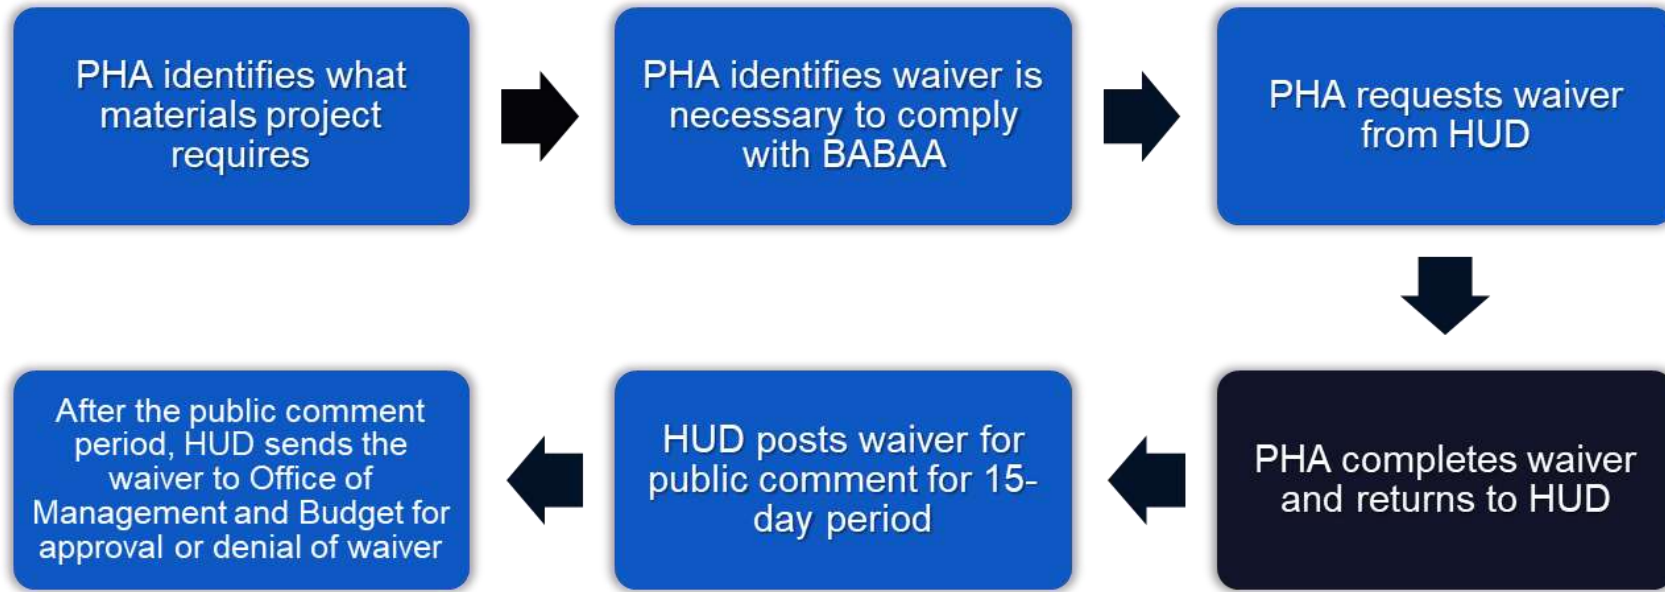 PHA identifies what
materials project
requires
PHA identifies waiver is
necessary to comply
with BABAA
PHA requests waiver
from HUD
PHA completes waiver
and returns to HUD
HUD posts waiver for
public comment for 15-
day period
After the public comment
period, HUD sends the
waiver to Office of
Management and Budget for
approval or denial of waiver